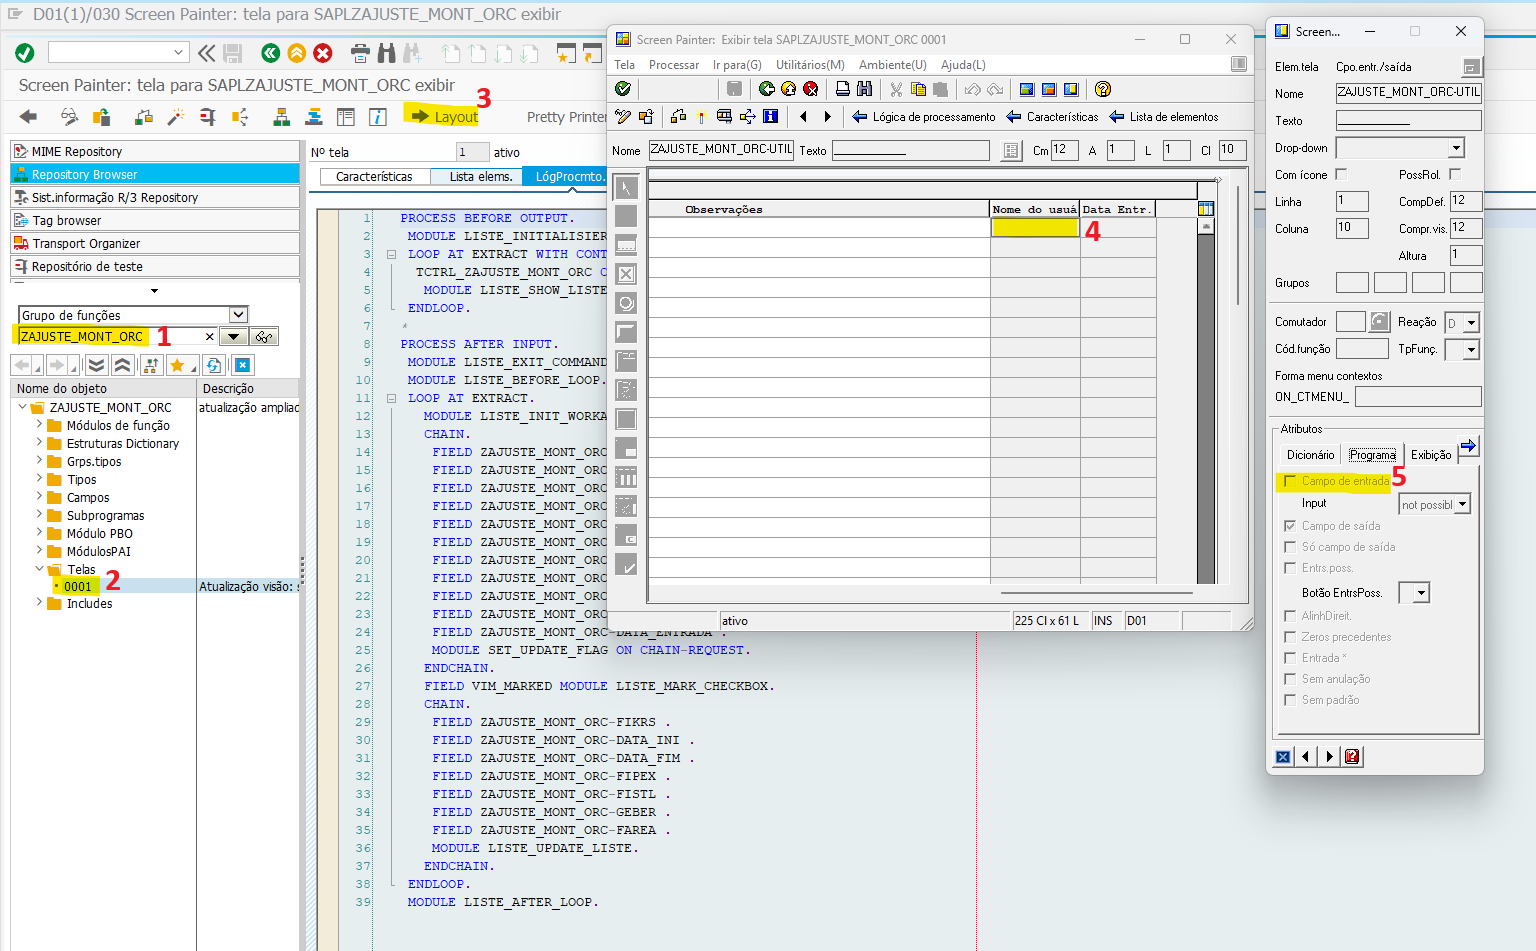 D01(1)/030 Screen Painter: tela para SAPLZAJUSTE_MONT_ORC exibir
Screen Painter: tela para SAPLZAJUSTE_MONT_ORC exibir
Layout
3
Pretty Printer
MIME Repository
Repository Browser
Sist.informação R/3 Repository
Tag browser
Transport Organizer
Repositório de teste
Grupo de funções
ZAJUSTE_MONT_ORC
1
Nome do objeto Descrição
ZAJUSTE_MONT_ORC atualização ampliad
Módulos de função
Estruturas Dictionary
Grps.tipos
Tipos
Campos
Subprogramas
Módulo PBO
MódulosPAI
Telas
0001 2 Atualização visão: s
Includes
Nº tela 1 ativo
Características Lista elems. LógProcmto.
1 PROCESS BEFORE OUTPUT.
2 MODULE LISTE_INITIALISIER
3 LOOP AT EXTRACT WITH CONT
4 TCTRL_ZAJUSTE_MONT_ORC C
5 MODULE LISTE_SHOW_LISTE
6 ENDLOOP.
7 *
8 PROCESS AFTER INPUT.
9 MODULE LISTE_EXIT_COMMAND
10 MODULE LISTE_BEFORE_LOOP.
11 LOOP AT EXTRACT.
12 MODULE LISTE_INIT_WORKA
13 CHAIN.
14 FIELD ZAJUSTE_MONT_ORC
15 FIELD ZAJUSTE_MONT_ORC
16 FIELD ZAJUSTE_MONT_ORC
17 FIELD ZAJUSTE_MONT_ORC
18 FIELD ZAJUSTE_MONT_ORC
19 FIELD ZAJUSTE_MONT_ORC
20 FIELD ZAJUSTE_MONT_ORC
21 FIELD ZAJUSTE_MONT_ORC
22 FIELD ZAJUSTE_MONT_ORC
23 FIELD ZAJUSTE_MONT_ORC
24 FIELD ZAJUSTE_MONT_ORC-DATA_ENTRADA .
25 MODULE SET_UPDATE_FLAG ON CHAIN-REQUEST.
26 ENDCHAIN.
27 FIELD VIM_MARKED MODULE LISTE_MARK_CHECKBOX.
28 CHAIN.
29 FIELD ZAJUSTE_MONT_ORC-FIKRS .
30 FIELD ZAJUSTE_MONT_ORC-DATA_INI .
31 FIELD ZAJUSTE_MONT_ORC-DATA_FIM .
32 FIELD ZAJUSTE_MONT_ORC-FIPEX .
33 FIELD ZAJUSTE_MONT_ORC-FISTL .
34 FIELD ZAJUSTE_MONT_ORC-GEBER .
35 FIELD ZAJUSTE_MONT_ORC-FAREA .
36 MODULE LISTE_UPDATE_LISTE.
37 ENDCHAIN.
38 ENDLOOP.
39 MODULE LISTE_AFTER_LOOP.
Screen Painter: Exibir tela SAPLZAJUSTE_MONT_ORC 0001
Tela Processar Ir para(G) Utilitários(M) Ambiente(U) Ajuda(L)
Lógica de processamento Características Lista de elementos
Nome ZAJUSTE_MONT_ORC-UTIL Texto ________ Cm 12 A 1 L 1 Cl 10
Observações Nome do usuá Data Entr.
4
ativo 225 Cl x 61 L INS D01
Screen...
Elem.tela Cpo.entr./saída
Nome ZAJUSTE_MONT_ORC-UTIL
Texto ________
Drop-down
Com ícone PossRol.
Linha 1 CompDef. 12
Coluna 10 Compr.vis. 12
Altura 1
Grupos
Comutador Reação D
Cód.função TpFunç.
Forma menu contextos
ON_CTMENU_
Atributos
Dicionário Programa Exibição
Campo de entrada 5
Input not possibl
Campo de saída
Só campo de saída
Entrs.poss.
Botão EntrsPoss.
AlinhDireit.
Zeros precedentes
Entrada *
Sem anulação
Sem padrão